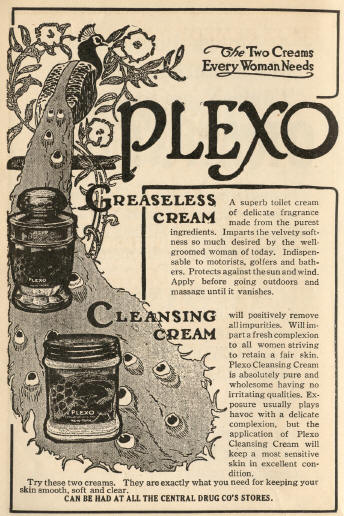 The Two Creams
Every Woman Needs
PLEXO
GREASELESS
CREAM
A superb toilet cream
of delicate fragrance
made from the purest
ingredients. Imparts the velvety soft-
ness so much desired by the well-
groomed woman of today. Indispen-
sable to motorists, golfers and bath-
ers. Protects against the sun and wind.
Apply before going outdoors and
massage until it vanishes.
PLEXO
CLEANSING
CREAM
will positively remove
all impurities. Will im-
part a fresh complexion
to all women striving
to retain a fair skin.
Plexo Cleansing Cream
is absolutely pure and
wholesome having no
irritating qualities. Ex-
posure usually plays
havoc with a delicate
complexion, but the
application of Plexo
Cleansing Cream will
keep a most sensitive
skin in excellent con-
dition.
PLEXO
NEW YORK
Try these two creams. They are exactly what you need for keeping your
skin smooth, soft and clear.
CAN BE HAD AT ALL THE CENTRAL DRUG CO'S STORES.